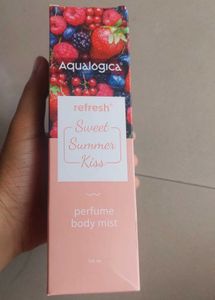 Aqualogica®
refresh+
Sweet
Summer
Kiss
perfume
body mist